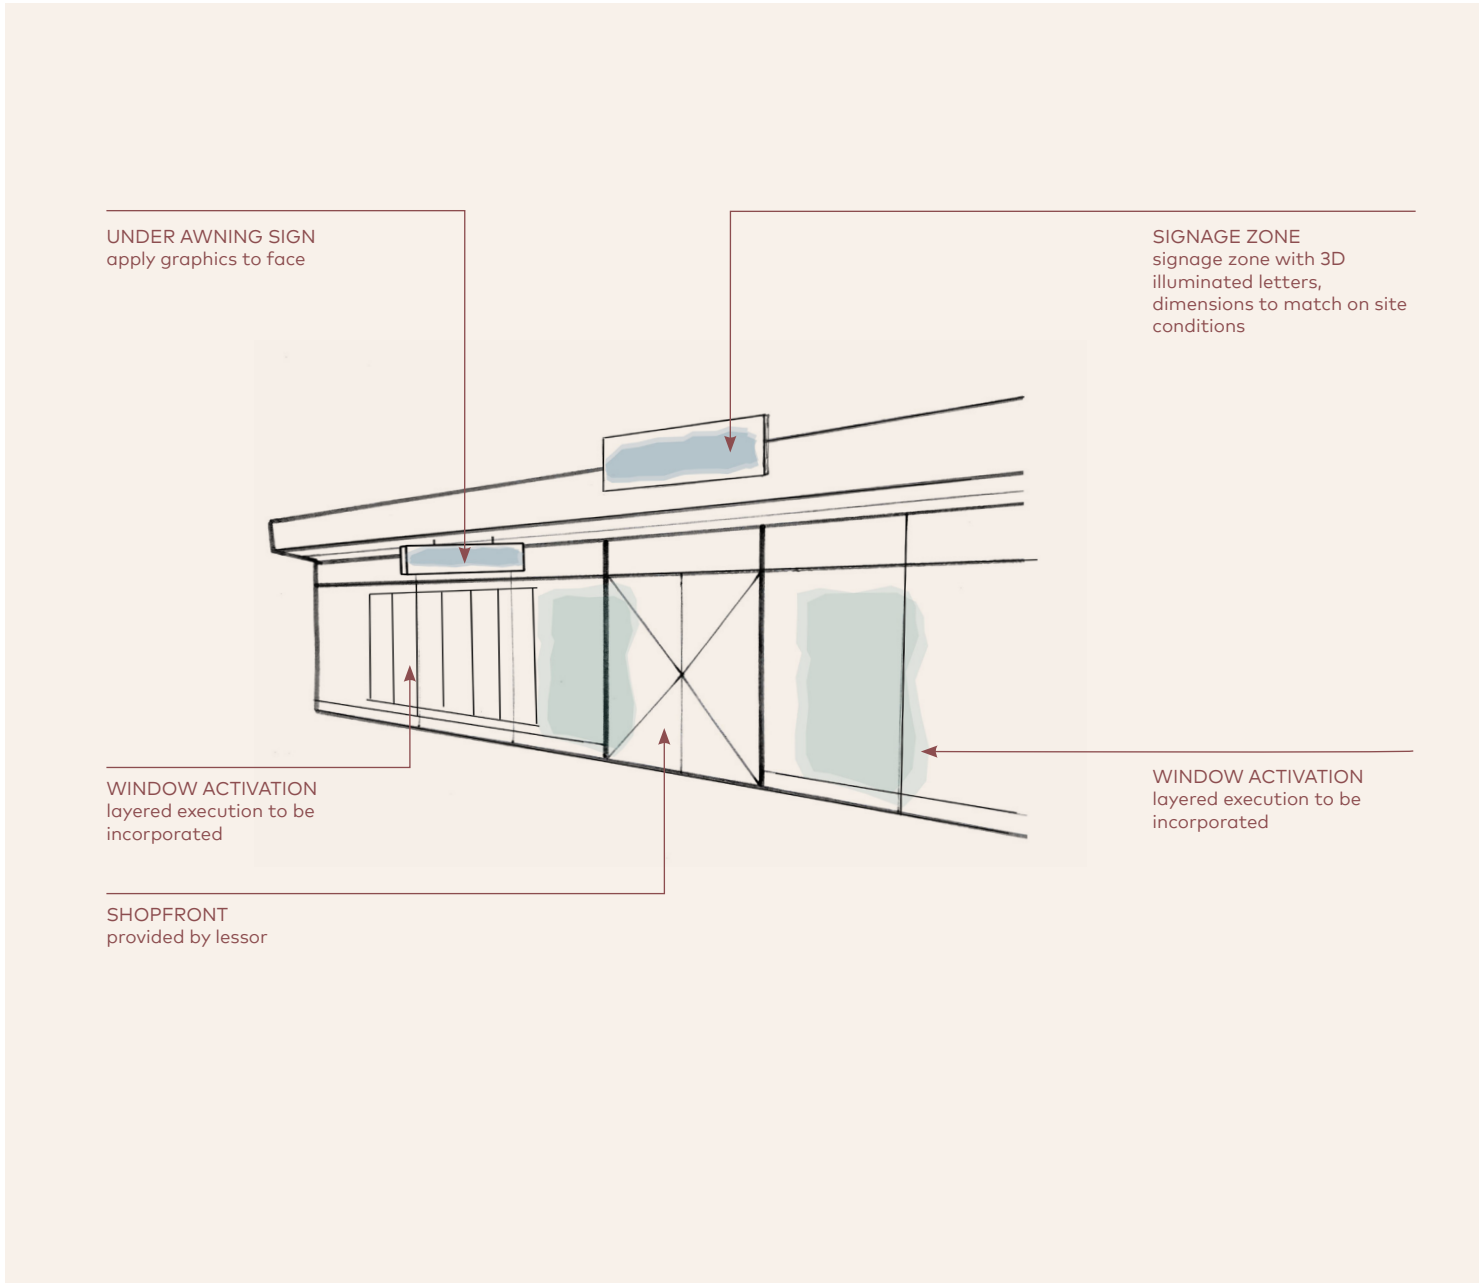 UNDER AWNING SIGN
apply graphics to face
SIGNAGE ZONE
signage zone with 3D
illuminated letters,
dimensions to match on site
conditions
WINDOW ACTIVATION
layered execution to be
incorporated
WINDOW ACTIVATION
layered execution to be
incorporated
SHOPFRONT
provided by lessor